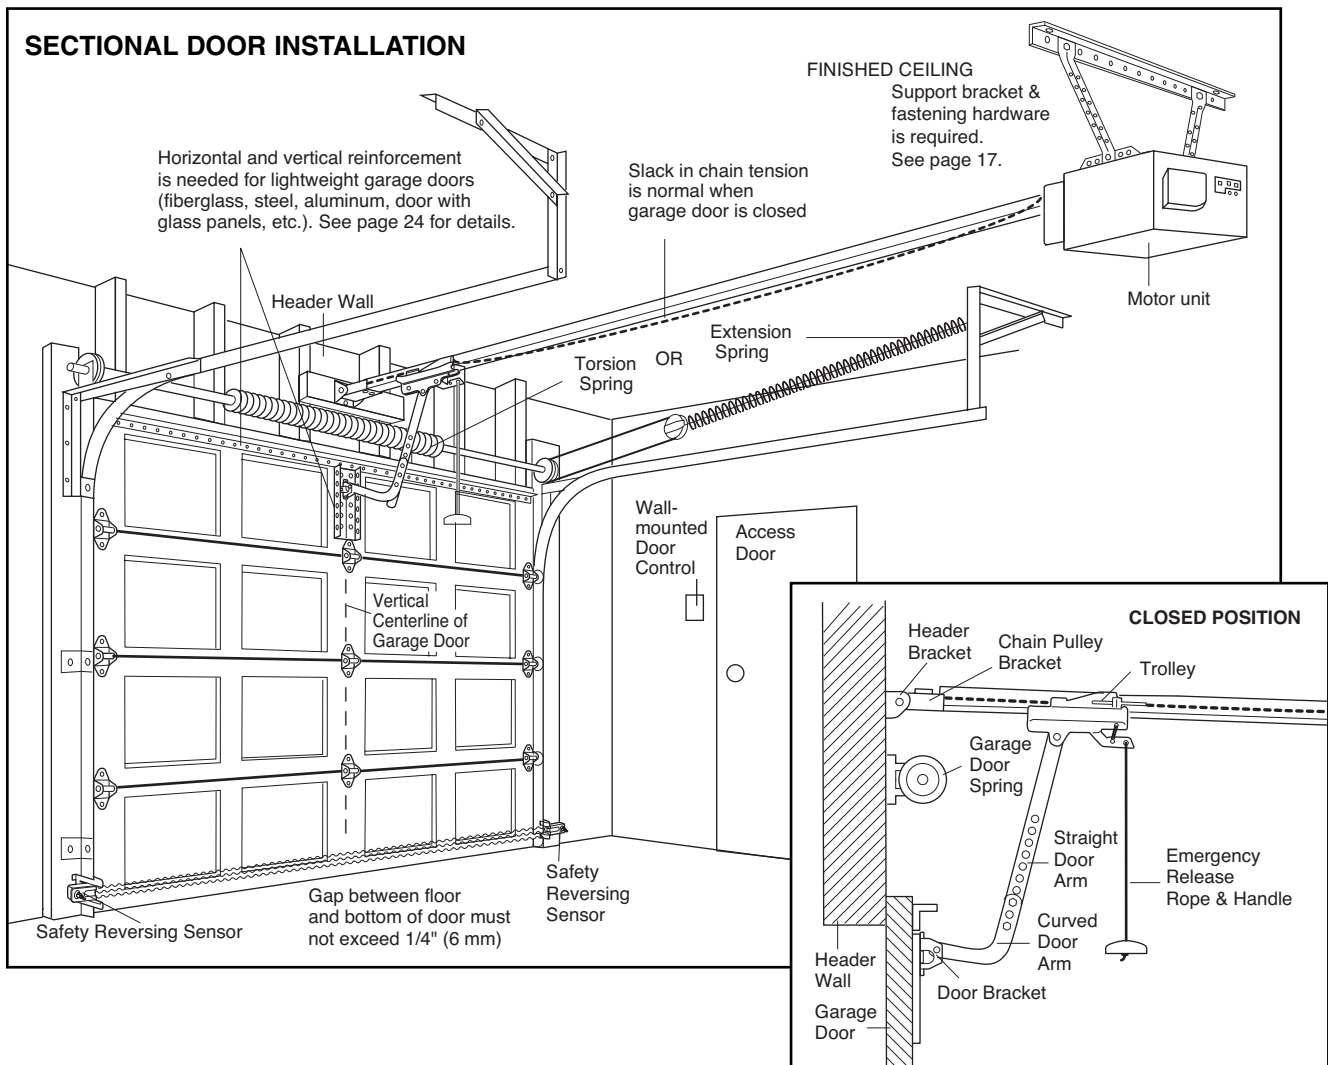 SECTIONAL DOOR INSTALLATION
FINISHED CEILING
Support bracket &
fastening hardware
is required.
See page 17.
Horizontal and vertical reinforcement
is needed for lightweight garage doors
(fiberglass, steel, aluminum, door with
glass panels, etc.). See page 24 for details.
Slack in chain tension
is normal when
garage door is closed
Motor unit
Header Wall
Torsion
Spring
OR
Extension
Spring
Wall-
mounted
Door
Control
Access
Door
Vertical
Centerline of
Garage Door
Safety
Reversing
Sensor
Gap between floor
and bottom of door must
not exceed 1/4" (6 mm)
Safety Reversing Sensor
CLOSED POSITION
Header
Bracket
Chain Pulley
Bracket
Trolley
Garage
Door
Spring
Straight
Door
Arm
Emergency
Release
Rope & Handle
Curved
Door
Arm
Header
Wall
Door Bracket
Garage
Door